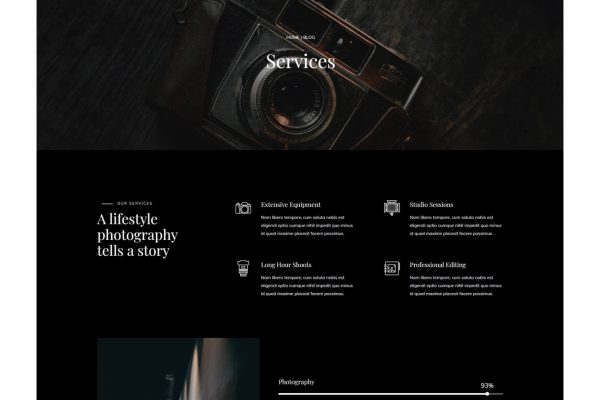 HOME / BLOG
Services
OUR SERVICES
A lifestyle
photography
tells a story
Extensive Equipment
Nam libero tempore, cum soluta nobis est
eligendi optio cumque nihil impedit quo minus
id quod maxime placeat facere possimus.
Studio Sessions
Nam libero tempore, cum soluta nobis est
eligendi optio cumque nihil impedit quo minus
id quod maxime placeat facere possimus.
Long Hour Shoots
Nam libero tempore, cum soluta nobis est
eligendi optio cumque nihil impedit quo minus
id quod maxime placeat facere possimus.
Professional Editing
Nam libero tempore, cum soluta nobis est
eligendi optio cumque nihil impedit quo minus
id quod maxime placeat facere possimus.
Photography
93%